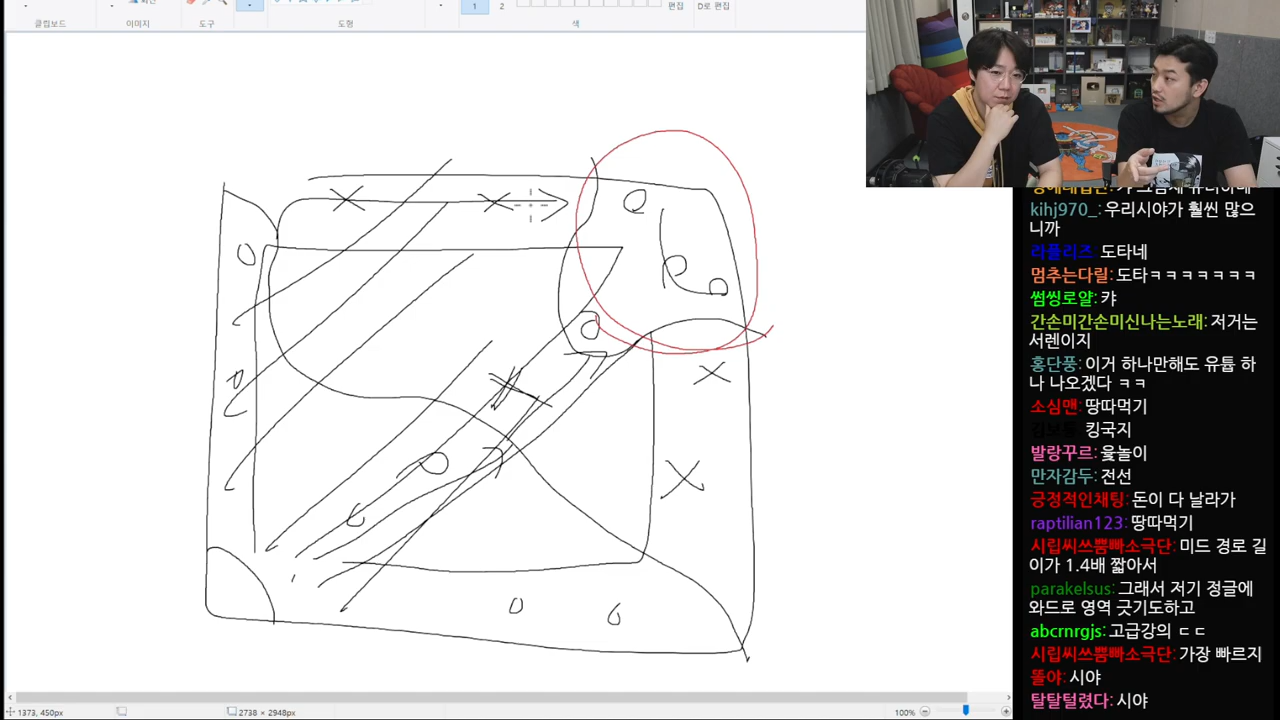 클립보드
이미지
도구
도형
1
2
색
편집
D로 편집
kihj970_: 우리시야가 훨씬 많으
니까
라플리즈: 도타네
멈추는다릴: 도타ㅋㅋㅋㅋㅋㅋㅋ
썸씽로얄: 캬
간손미간손미신나는노래: 저거는
서렌이지
홍단풍: 이거 하나만해도 유튭 하
나 나오겠다 ㅋㅋ
소심맨: 땅따먹기
킹국지
발랑꾸르: 윷놀이
만자감두: 전선
긍정적인채팅: 돈이 다 날라가
raptilian123: 땅따먹기
시립씨쓰뿜빠소극단: 미드 경로 길
이가 1.4배 짧아서
parakelsus: 그래서 저기 정글에
와드로 영역 긋기도하고
abcrnrgjs: 고급강의 ㄷㄷ
시립씨쓰뿜빠소극단: 가장 빠르지
똘야: 시야
탈탈털렸다: 시야
1373, 450px
2738 × 2948px
100%